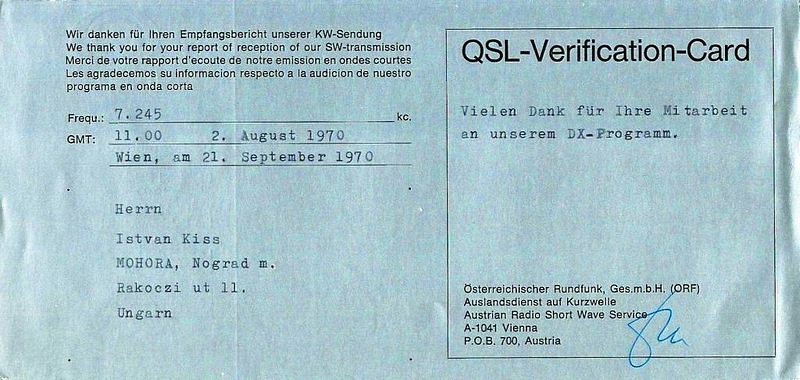 Wir danken für Ihren Empfangsbericht unserer KW-Sendung
We thank you for your report of reception of our SW-transmission
Merci de votre rapport d'ecoute de notre emission en ondes courtes
Les agradecemos su informacion respecto a la audicion de nuestro
programa en onda corta
Frequ.: 7.245 kc.
GMT: 11.00 2. August 1970
Wien, am 21. September 1970
Herrn
Istvan Kiss
MOHORA, Nograd m.
Rakoczi ut 11.
Ungarn
QSL-Verification-Card
Vielen Dank für Ihre Mitarbeit
an unserem DX-Programm.
Österreichischer Rundfunk, Ges.m.b.H. (ORF)
Auslandsdienst auf Kurzwelle
Austrian Radio Short Wave Service
A-1041 Vienna
P.O.B. 700, Austria